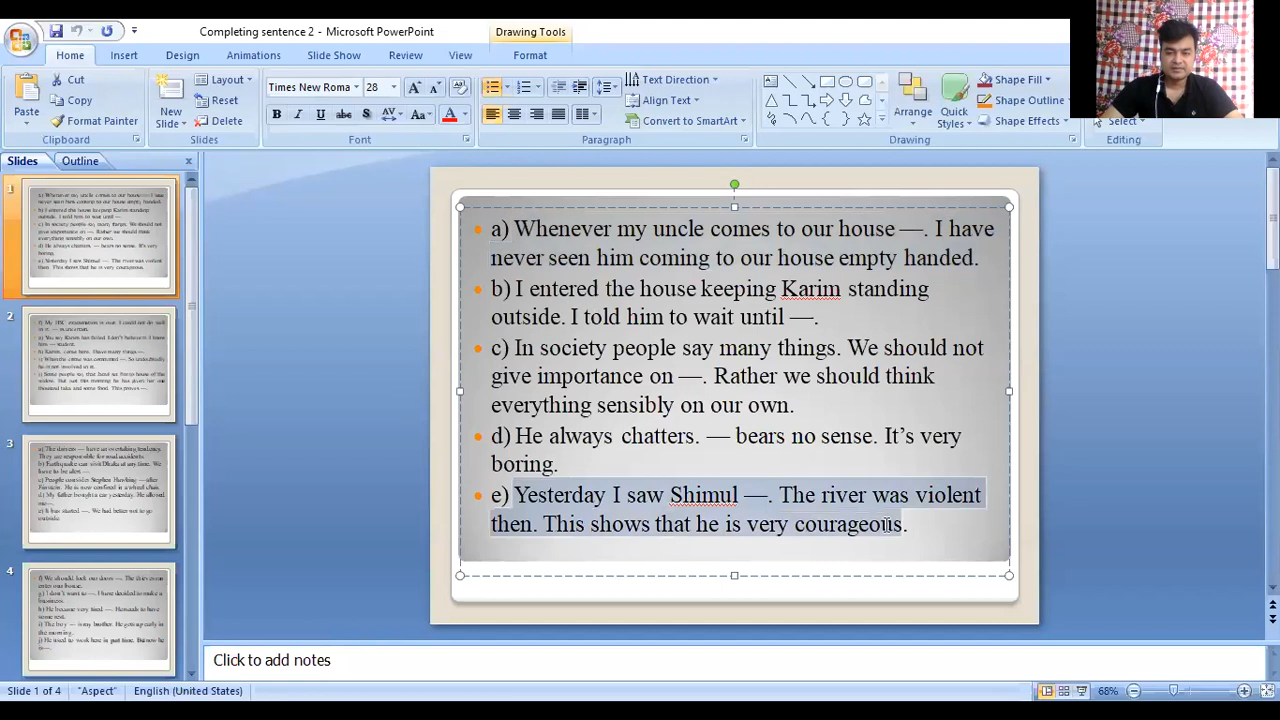 Completing sentence 2 - Microsoft PowerPoint
Drawing Tools
Home Insert Design Animations Slide Show Review View Format
Paste Cut Copy Format Painter Clipboard
New Slide Layout Reset Delete Slides
Times New Roma 28 Font
Paragraph Text Direction Align Text Convert to SmartArt
Arrange Quick Styles Shape Fill Shape Outline Shape Effects Drawing
Select Editing
Slides Outline
1
2
3
4
a) Whenever my uncle comes to our house —. I have
never seen him coming to our house empty handed.
b) I entered the house keeping Karim standing
outside. I told him to wait until —.
c) In society people say many things. We should not
give importance on —. Rather we should think
everything sensibly on our own.
d) He always chatters. — bears no sense. It’s very
boring.
e) Yesterday I saw Shimul —. The river was violent
then. This shows that he is very courageous.
Click to add notes
Slide 1 of 4 "Aspect" English (United States) 68%